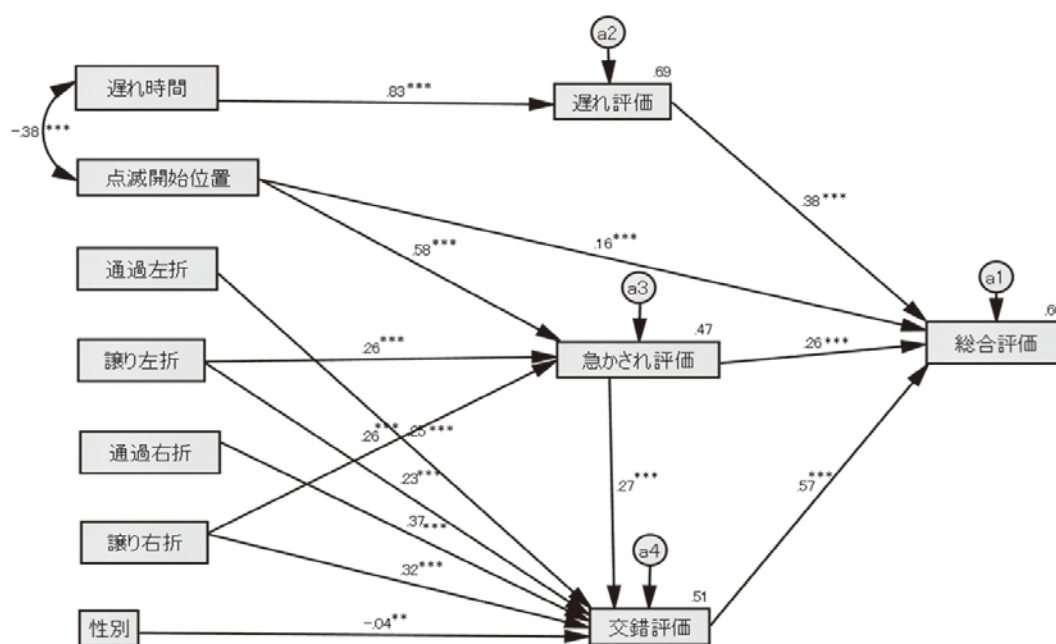 a2
遅れ時間
.83***
.69
遅れ評価
-.38***
点滅開始位置
.38***
.58***
.16***
通過左折
a3
a1
.47
譲り左折
.26***
急かされ評価
.26***
総合評価
通過右折
.26***
.25***
.23***
.27***
.57***
譲り右折
.37***
.32***
a4
.51
性別
-.04**
交錯評価